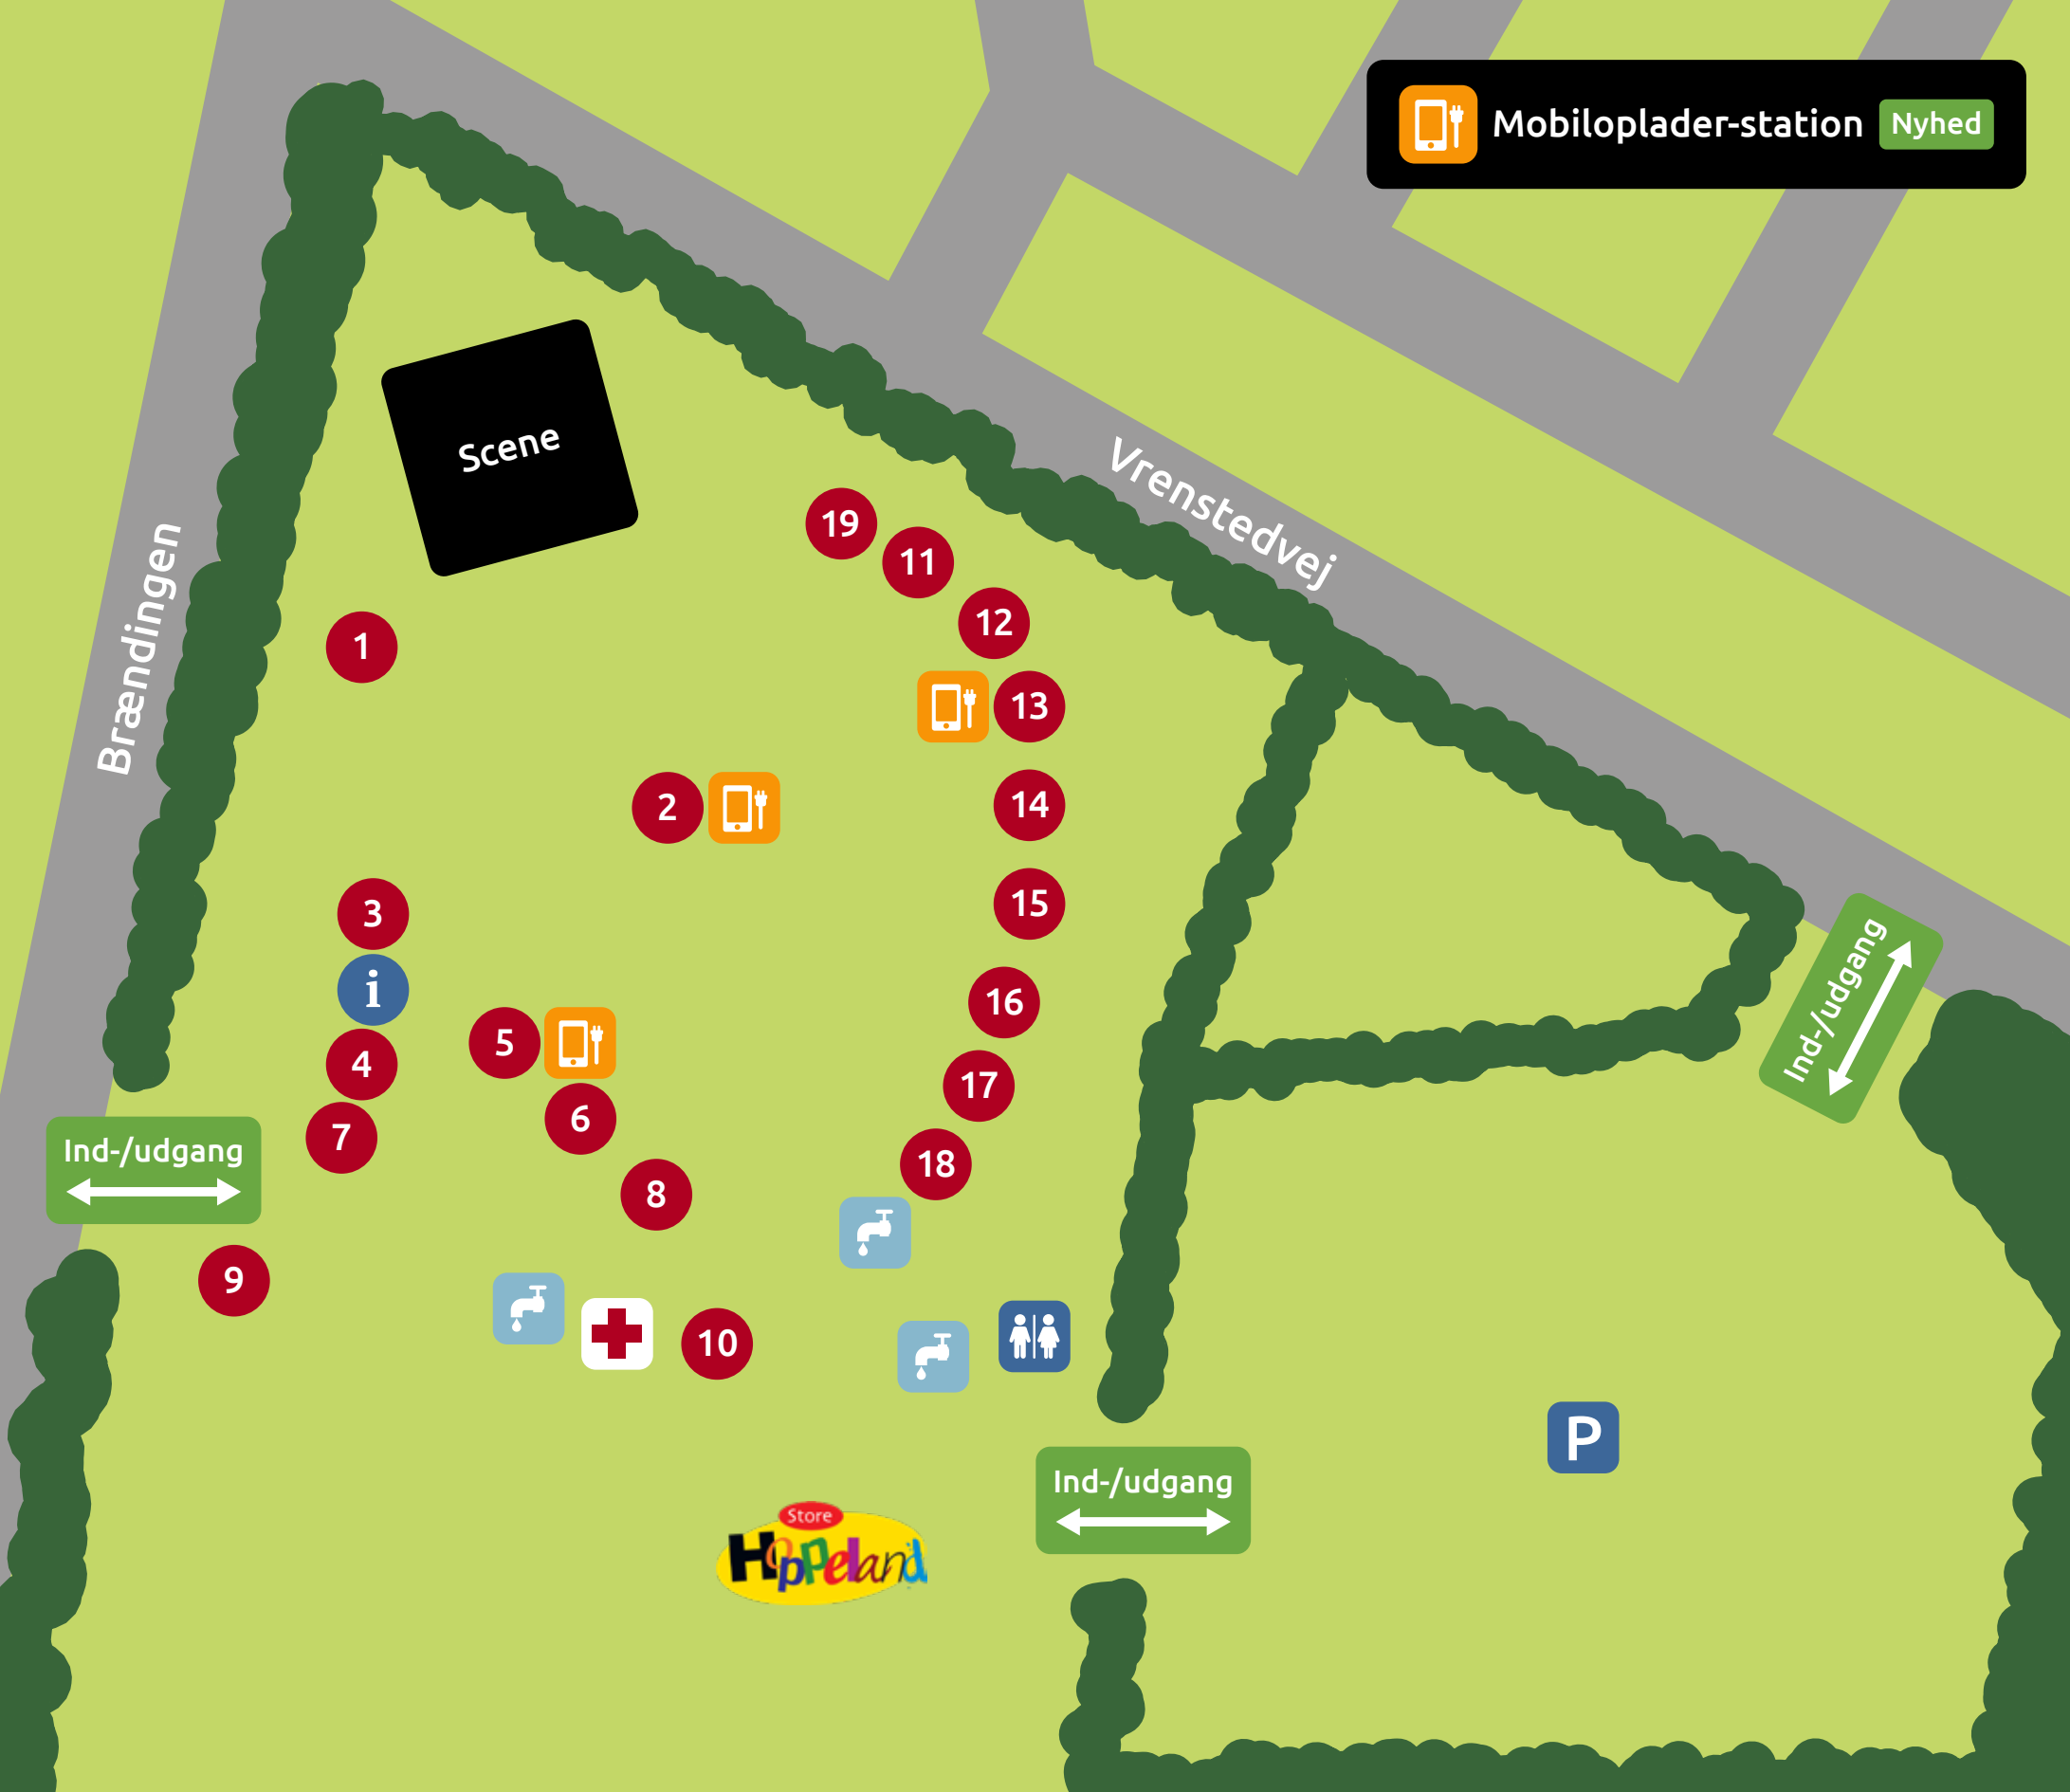 Mobiloplader-station Nyhed
Scene
Vrenstedvej
Brændingen
19
11
12
1
13
2
14
15
3
i
16
5
4
17
6
7
18
8
Ind-/udgang
Ind-/udgang
9
10
P
Ind-/udgang
Store
Hoppeland